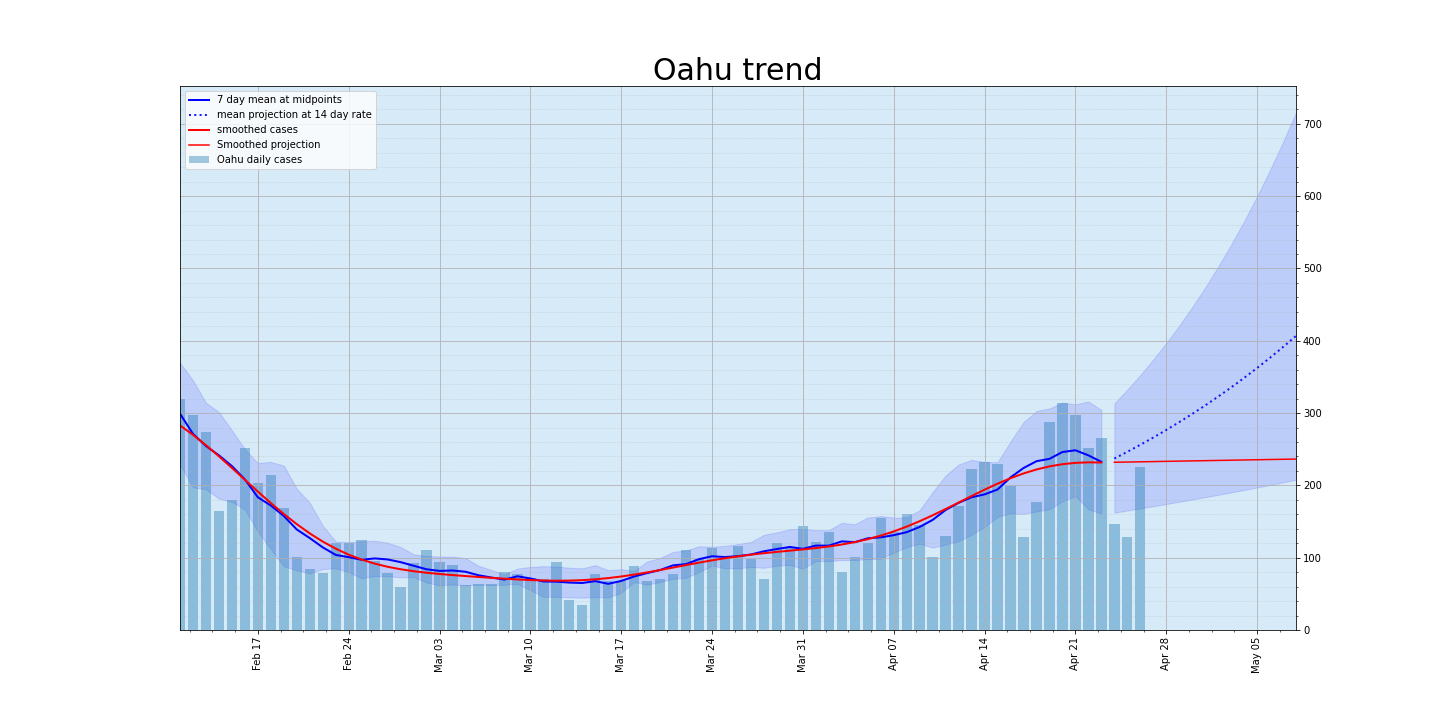 Oahu trend
7 day mean at midpoints
mean projection at 14 day rate
smoothed cases
Smoothed projection
Oahu daily cases
700
600
500
400
300
200
100
0
Feb 17
Feb 24
Mar 03
Mar 10
Mar 17
Mar 24
Mar 31
Apr 07
Apr 14
Apr 21
Apr 28
May 05